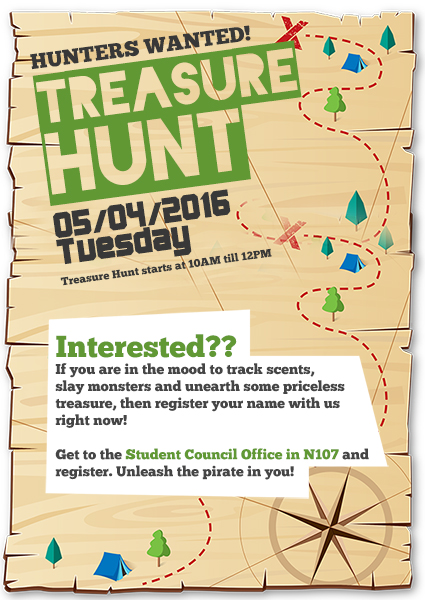 HUNTERS WANTED!
TREASURE
HUNT
05/04/2016
Tuesday
Treasure Hunt starts at 10AM till 12PM
Interested??
If you are in the mood to track scents,
slay monsters and unearth some priceless
treasure, then register your name with us
right now!
Get to the Student Council Office in N107 and
register. Unleash the pirate in you!